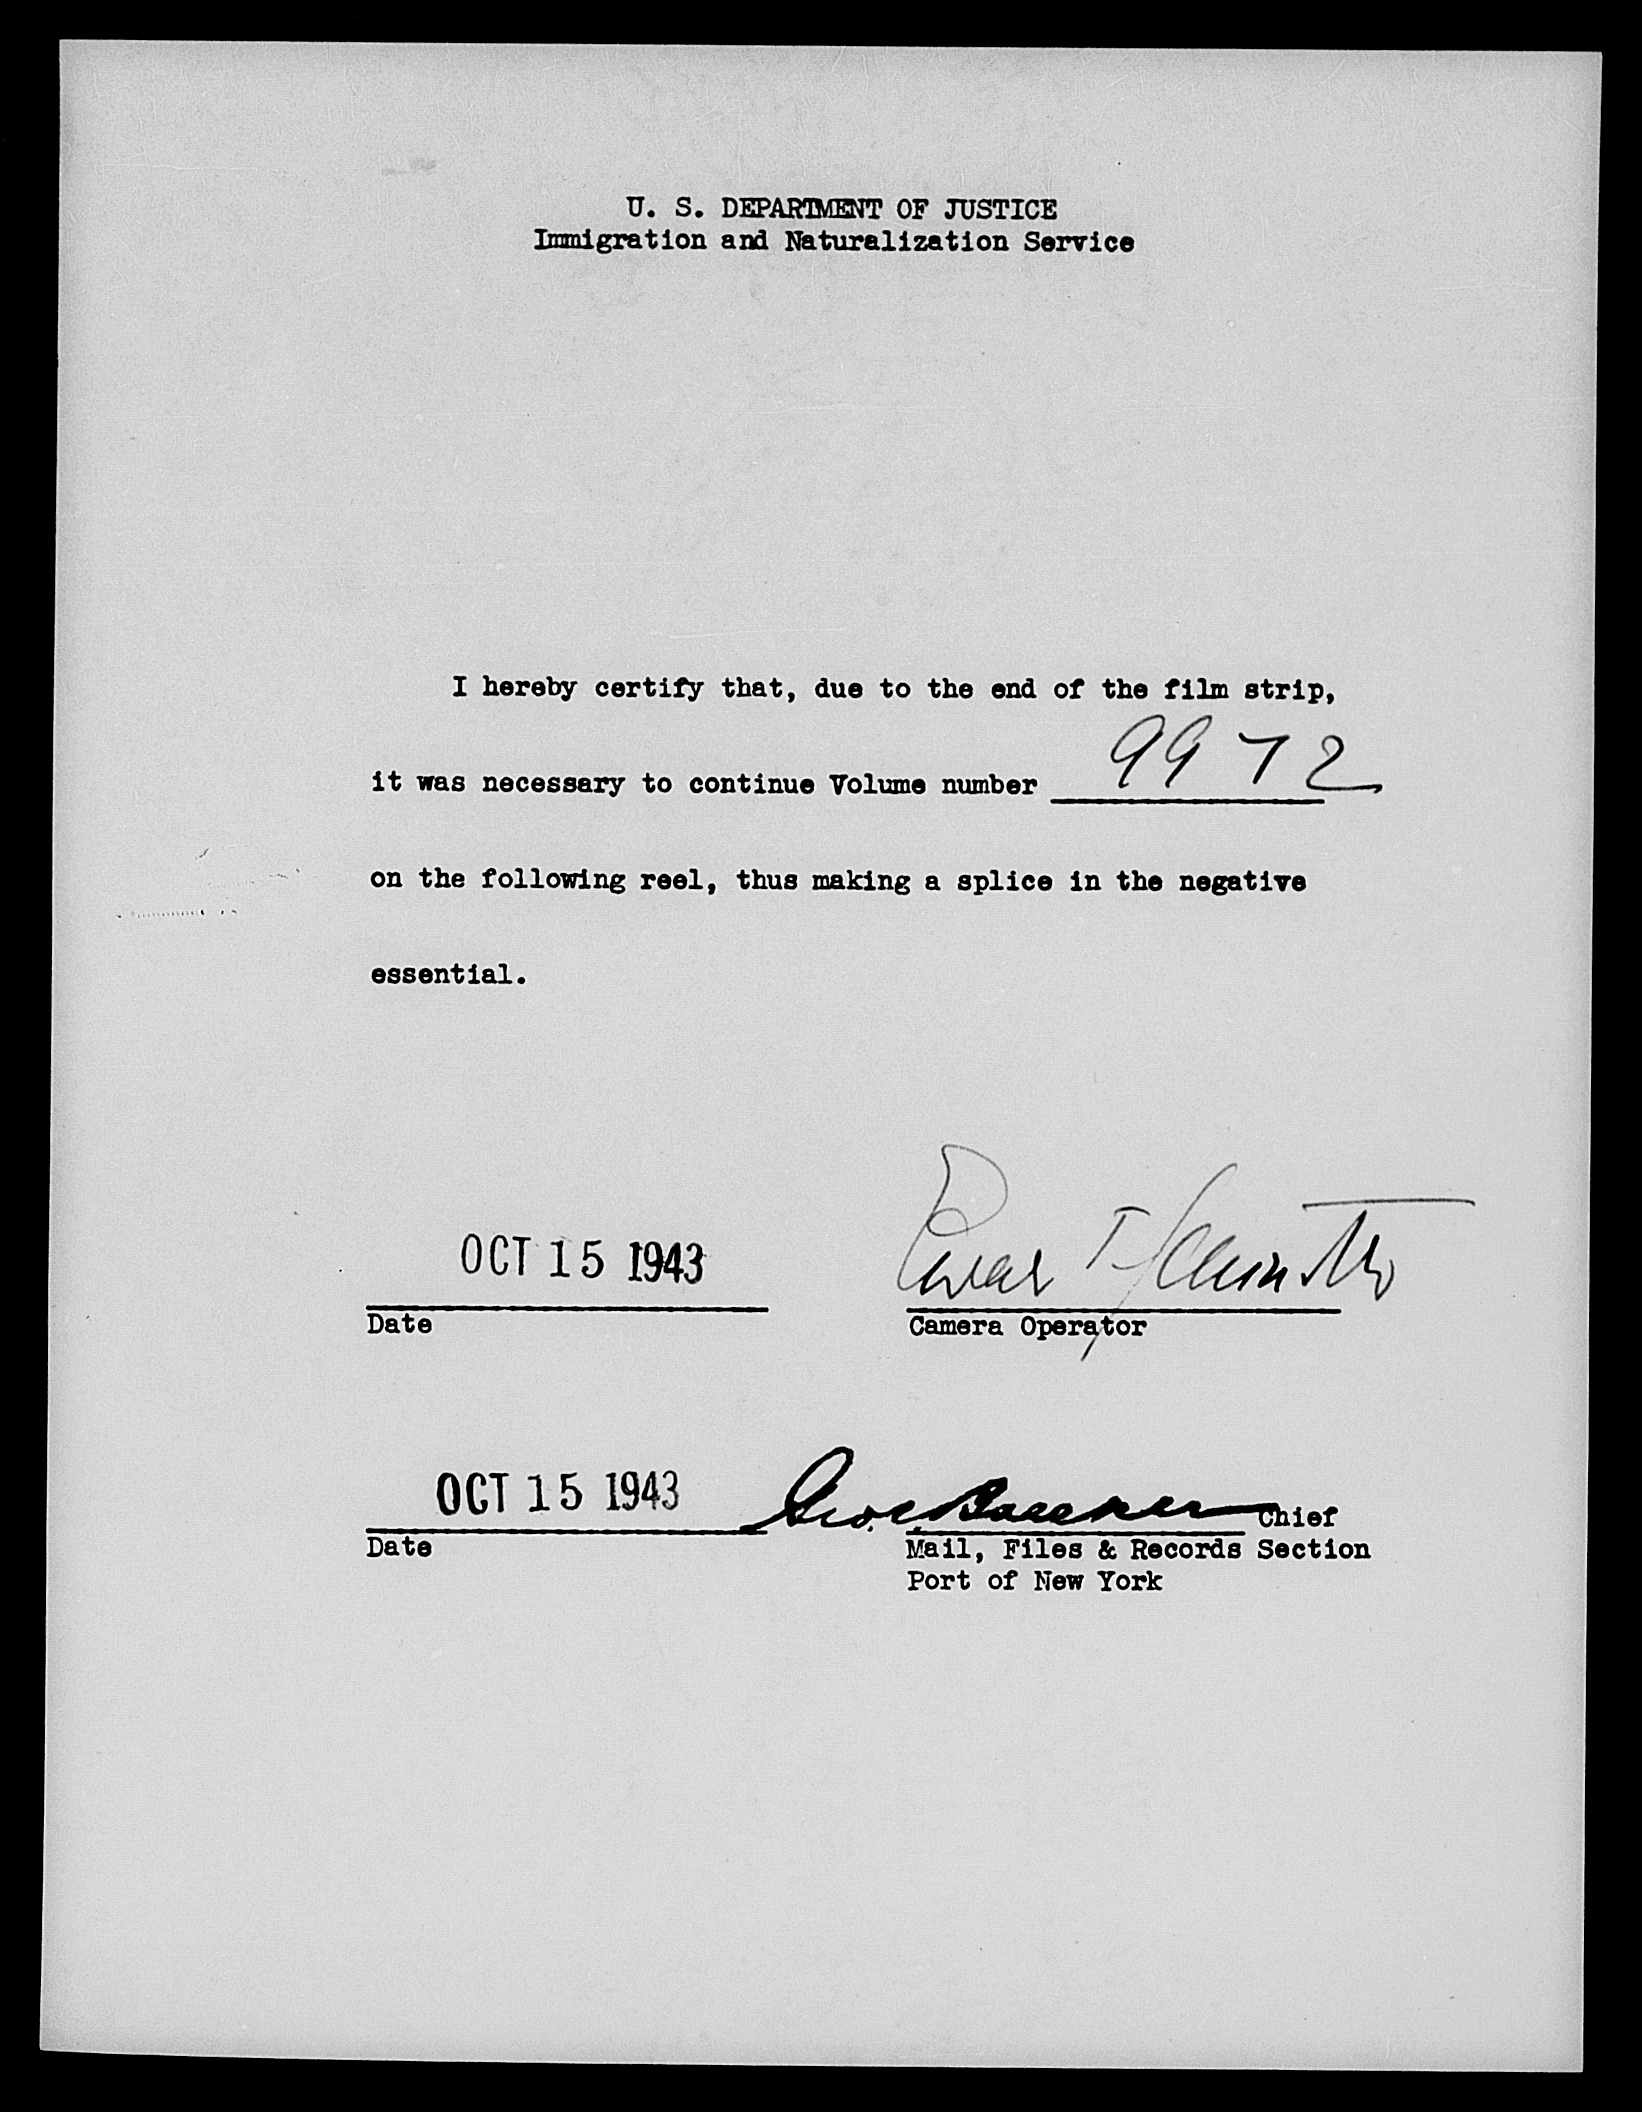 U. S. DEPARTMENT OF JUSTICE
Immigration and Naturalization Service
I hereby certify that, due to the end of the film strip,
it was necessary to continue Volume number 9972
on the following reel, thus making a splice in the negative
essential.
OCT 15 1943
Date
Camera Operator
OCT 15 1943
Chief
Date
Mail, Files & Records Section
Port of New York